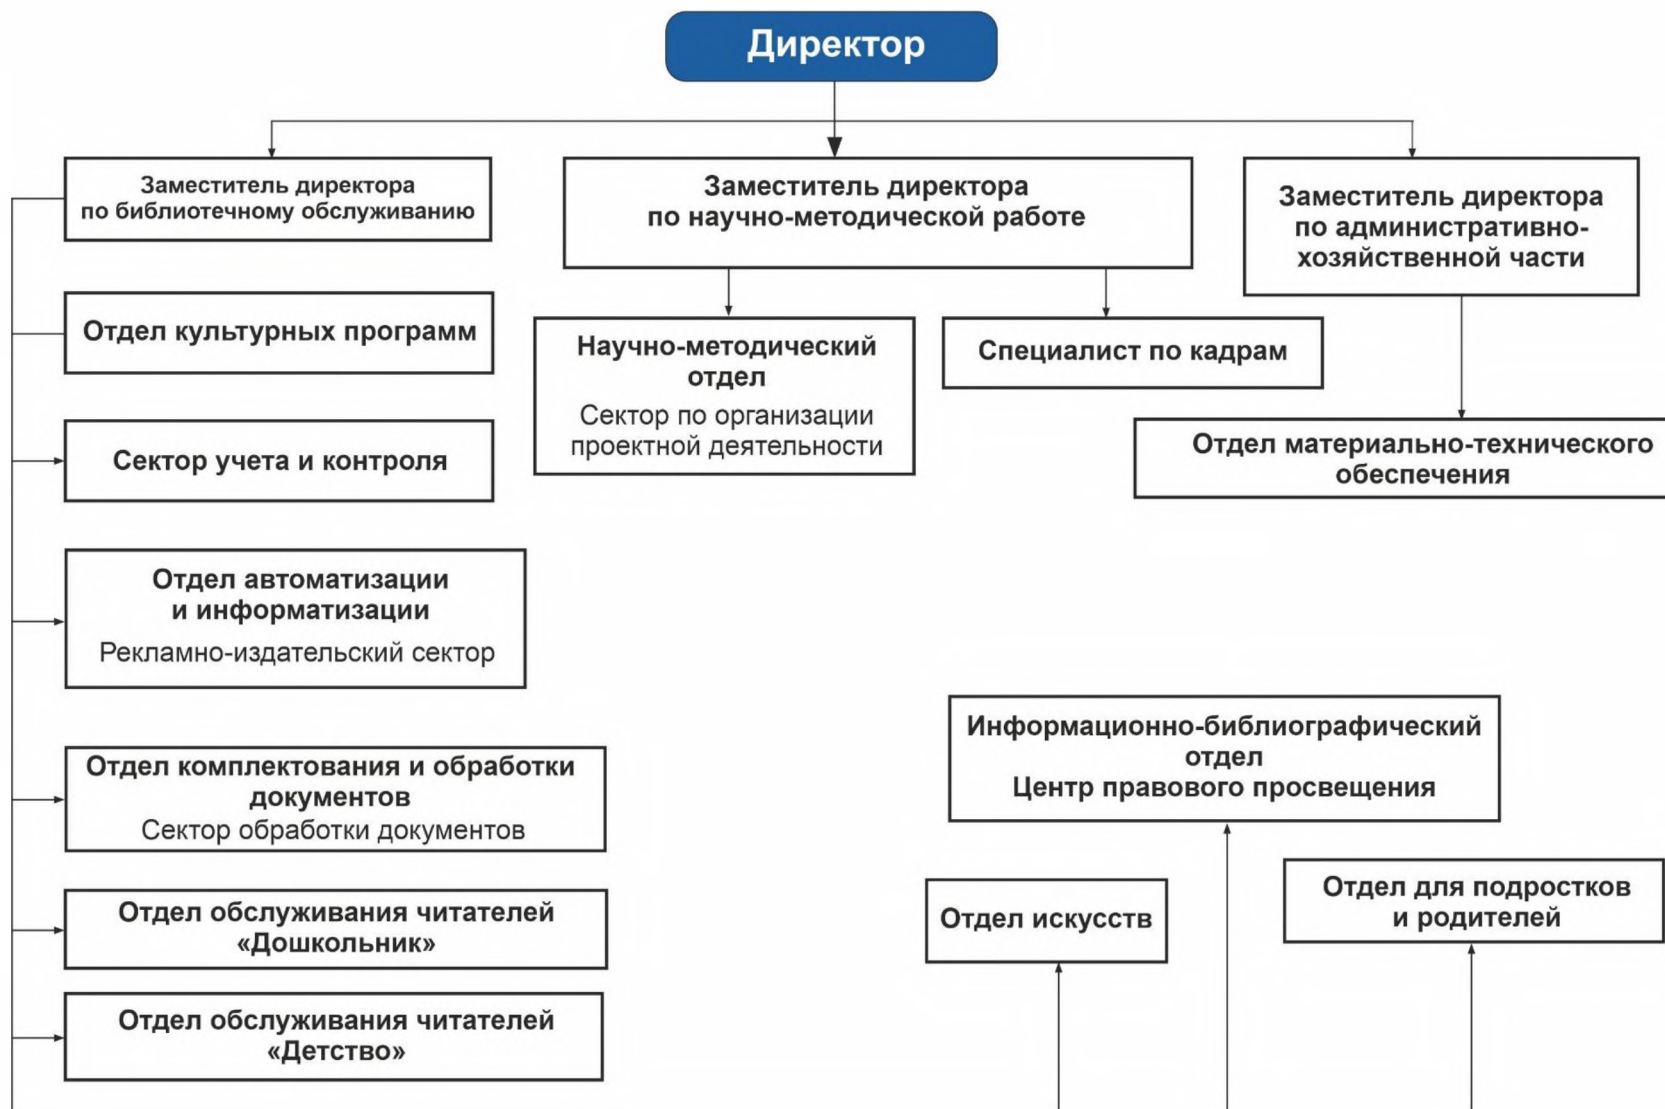 Директор
Заместитель директора
по библиотечному обслуживанию
Заместитель директора
по научно-методической работе
Заместитель директора
по административно-
хозяйственной части
Отдел культурных программ
Научно-методический
отдел
Сектор по организации
проектной деятельности
Специалист по кадрам
Отдел материально-технического
обеспечения
Сектор учета и контроля
Отдел автоматизации
и информатизации
Рекламно-издательский сектор
Отдел комплектования и обработки
документов
Сектор обработки документов
Информационно-библиографический
отдел
Центр правового просвещения
Отдел обслуживания читателей
«Дошкольник»
Отдел искусств
Отдел для подростков
и родителей
Отдел обслуживания читателей
«Детство»